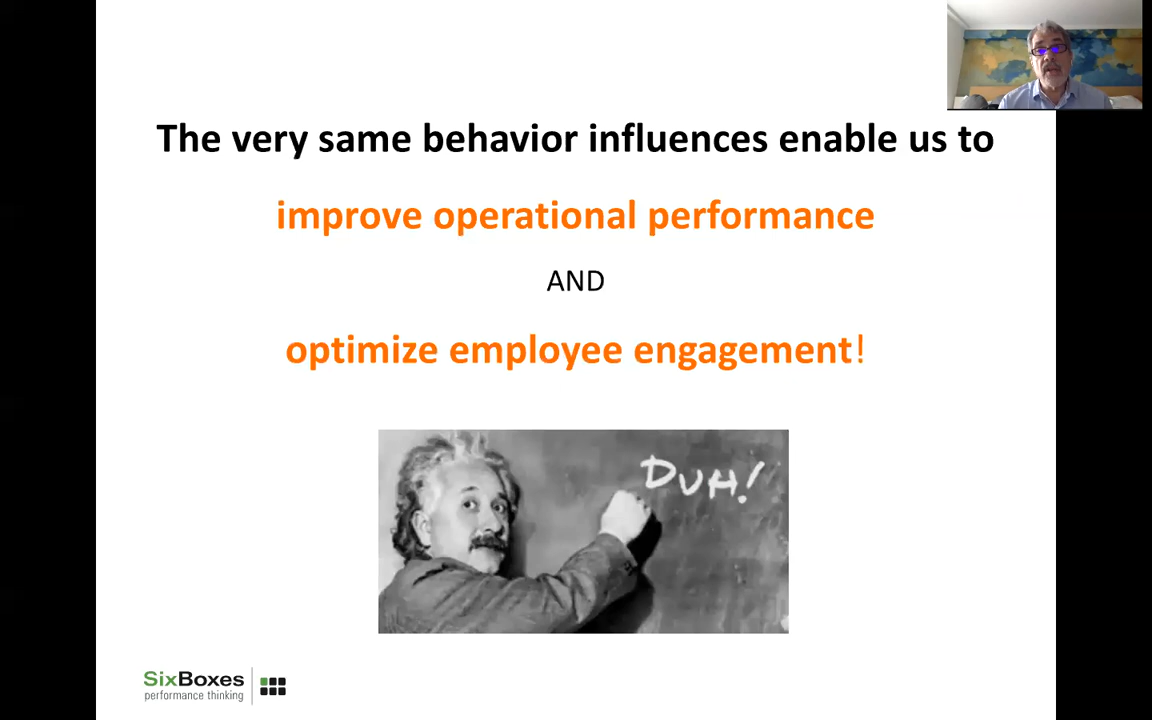 The very same behavior influences enable us to
improve operational performance
AND
optimize employee engagement!
DUH!
SixBoxes
performance thinking